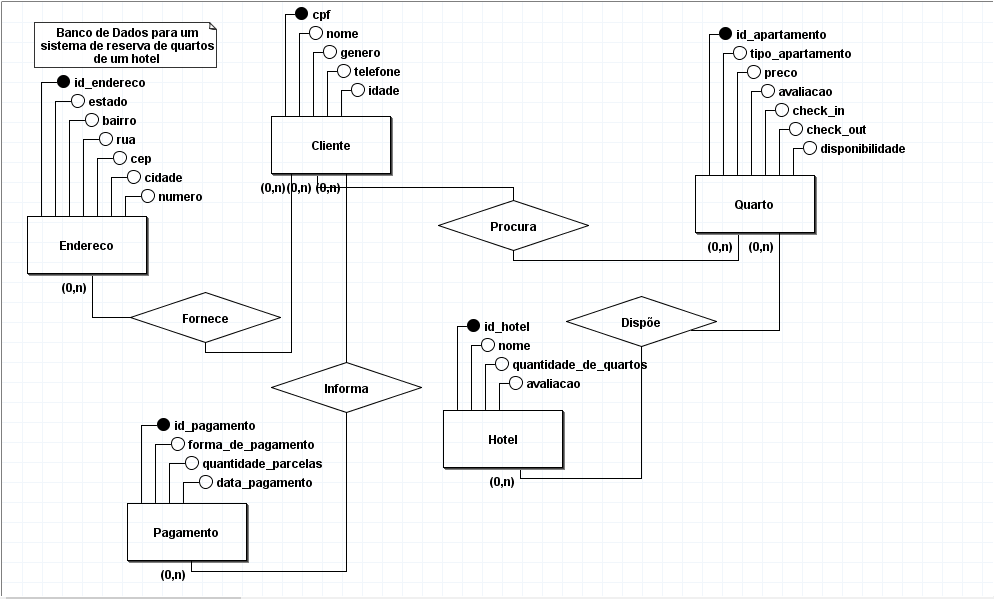 Banco de Dados para um
sistema de reserva de quartos
de um hotel
cpf
nome
genero
telefone
idade
Cliente
(0,n)
(0,n)
(0,n)
id_endereco
estado
bairro
rua
cep
cidade
numero
Endereco
(0,n)
Fornece
Procura
id_apartamento
tipo_apartamento
preco
avaliacao
check_in
check_out
disponibilidade
Quarto
(0,n)
(0,n)
Dispõe
Informa
id_hotel
nome
quantidade_de_quartos
avaliacao
Hotel
(0,n)
id_pagamento
forma_de_pagamento
quantidade_parcelas
data_pagamento
Pagamento
(0,n)